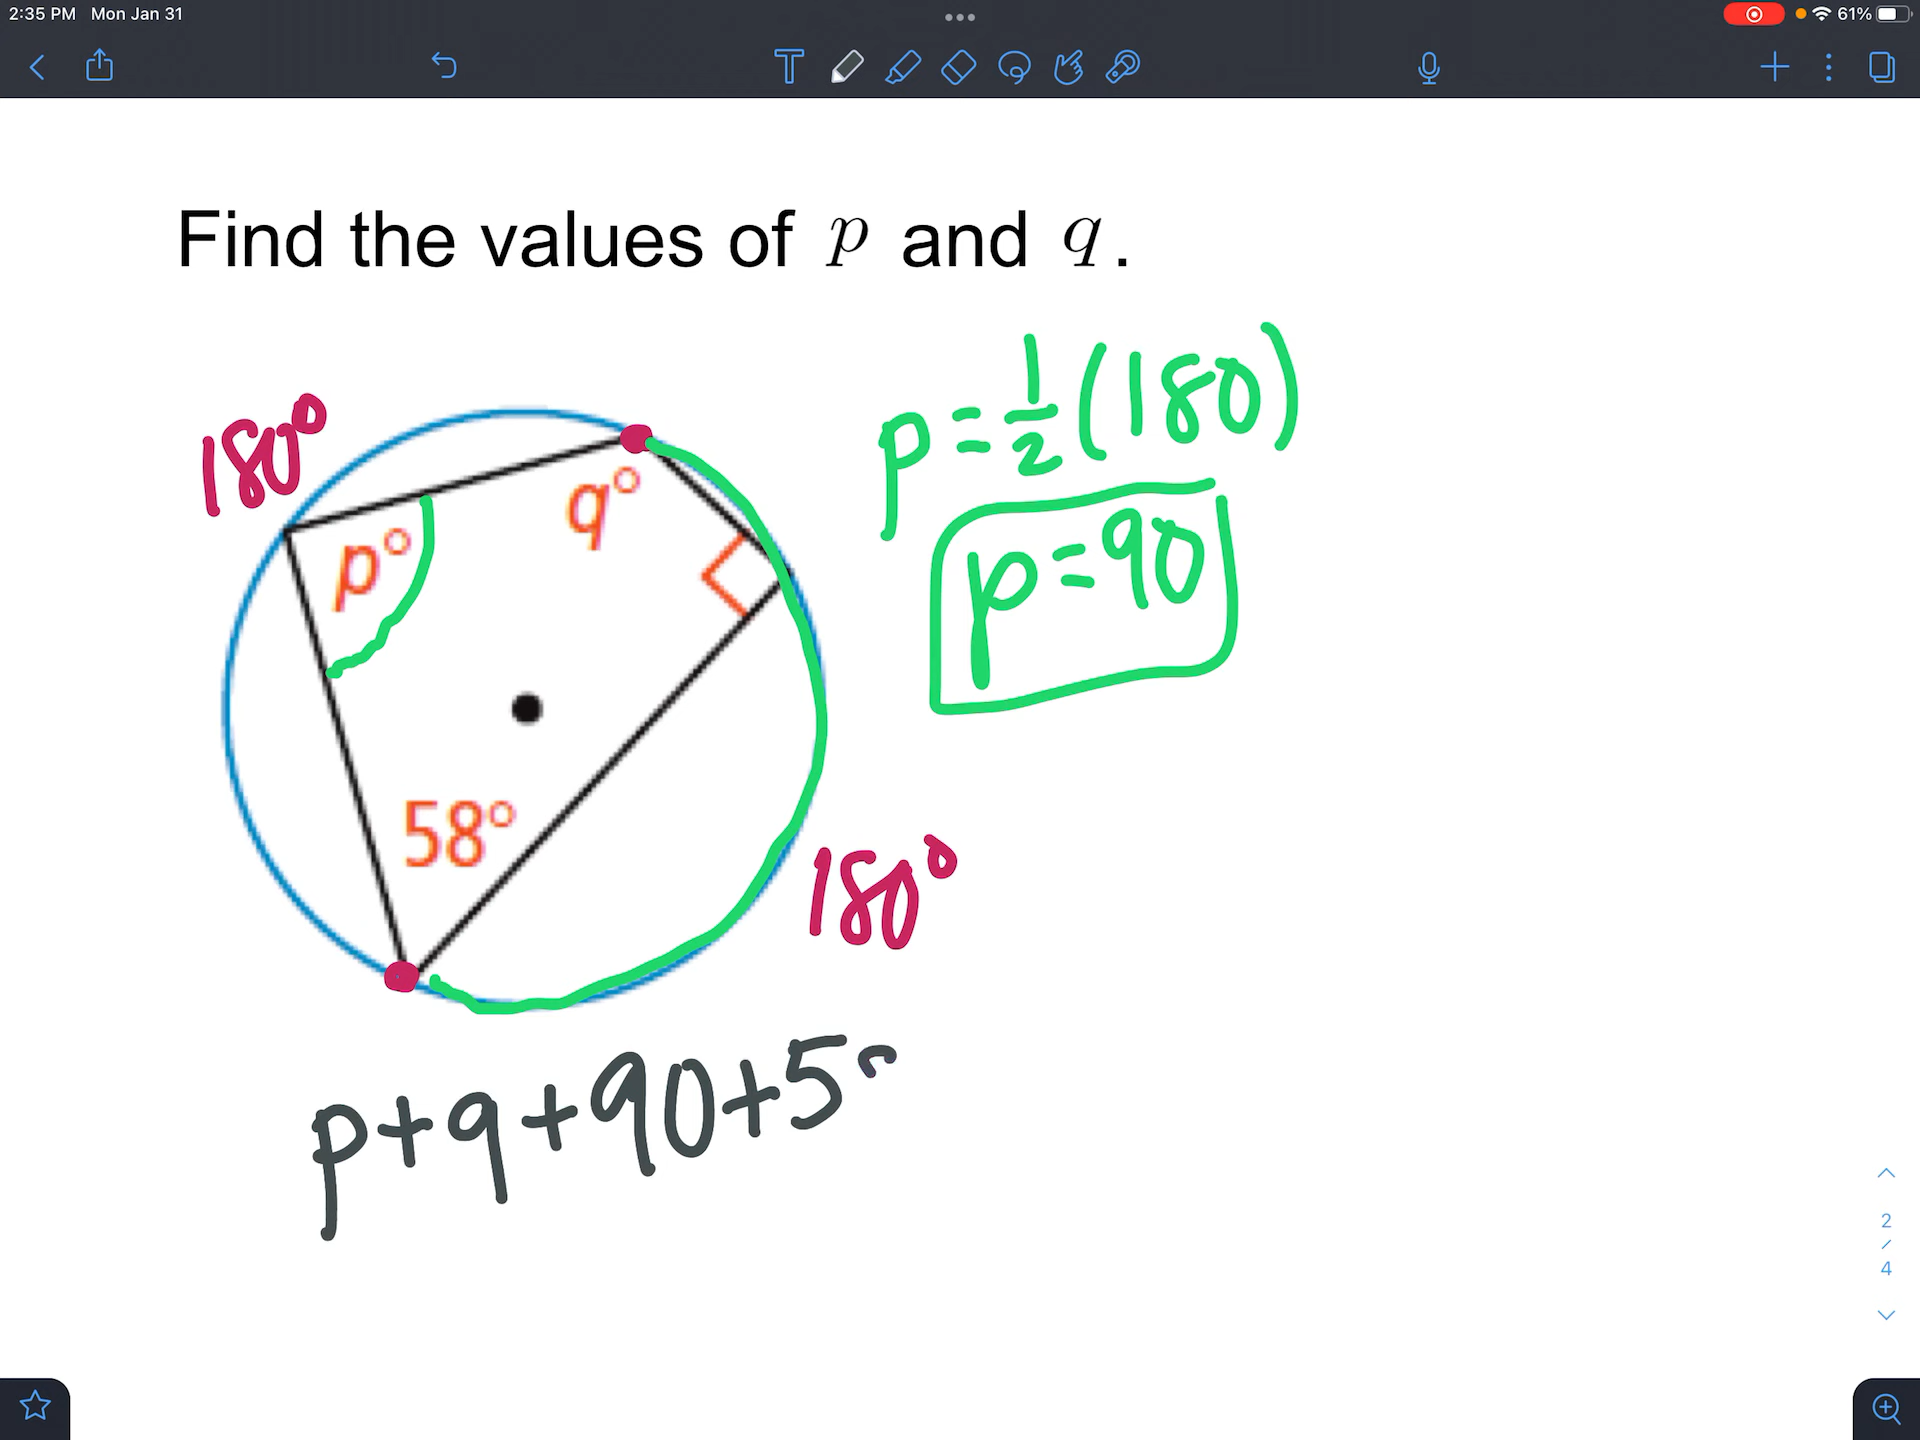 2:35 PM Mon Jan 31
61%
Find the values of p and q.
180°
p = 1/2 (180)
q°
p°
p = 90
58°
180°
p + q + 90 + 5
2
/
4